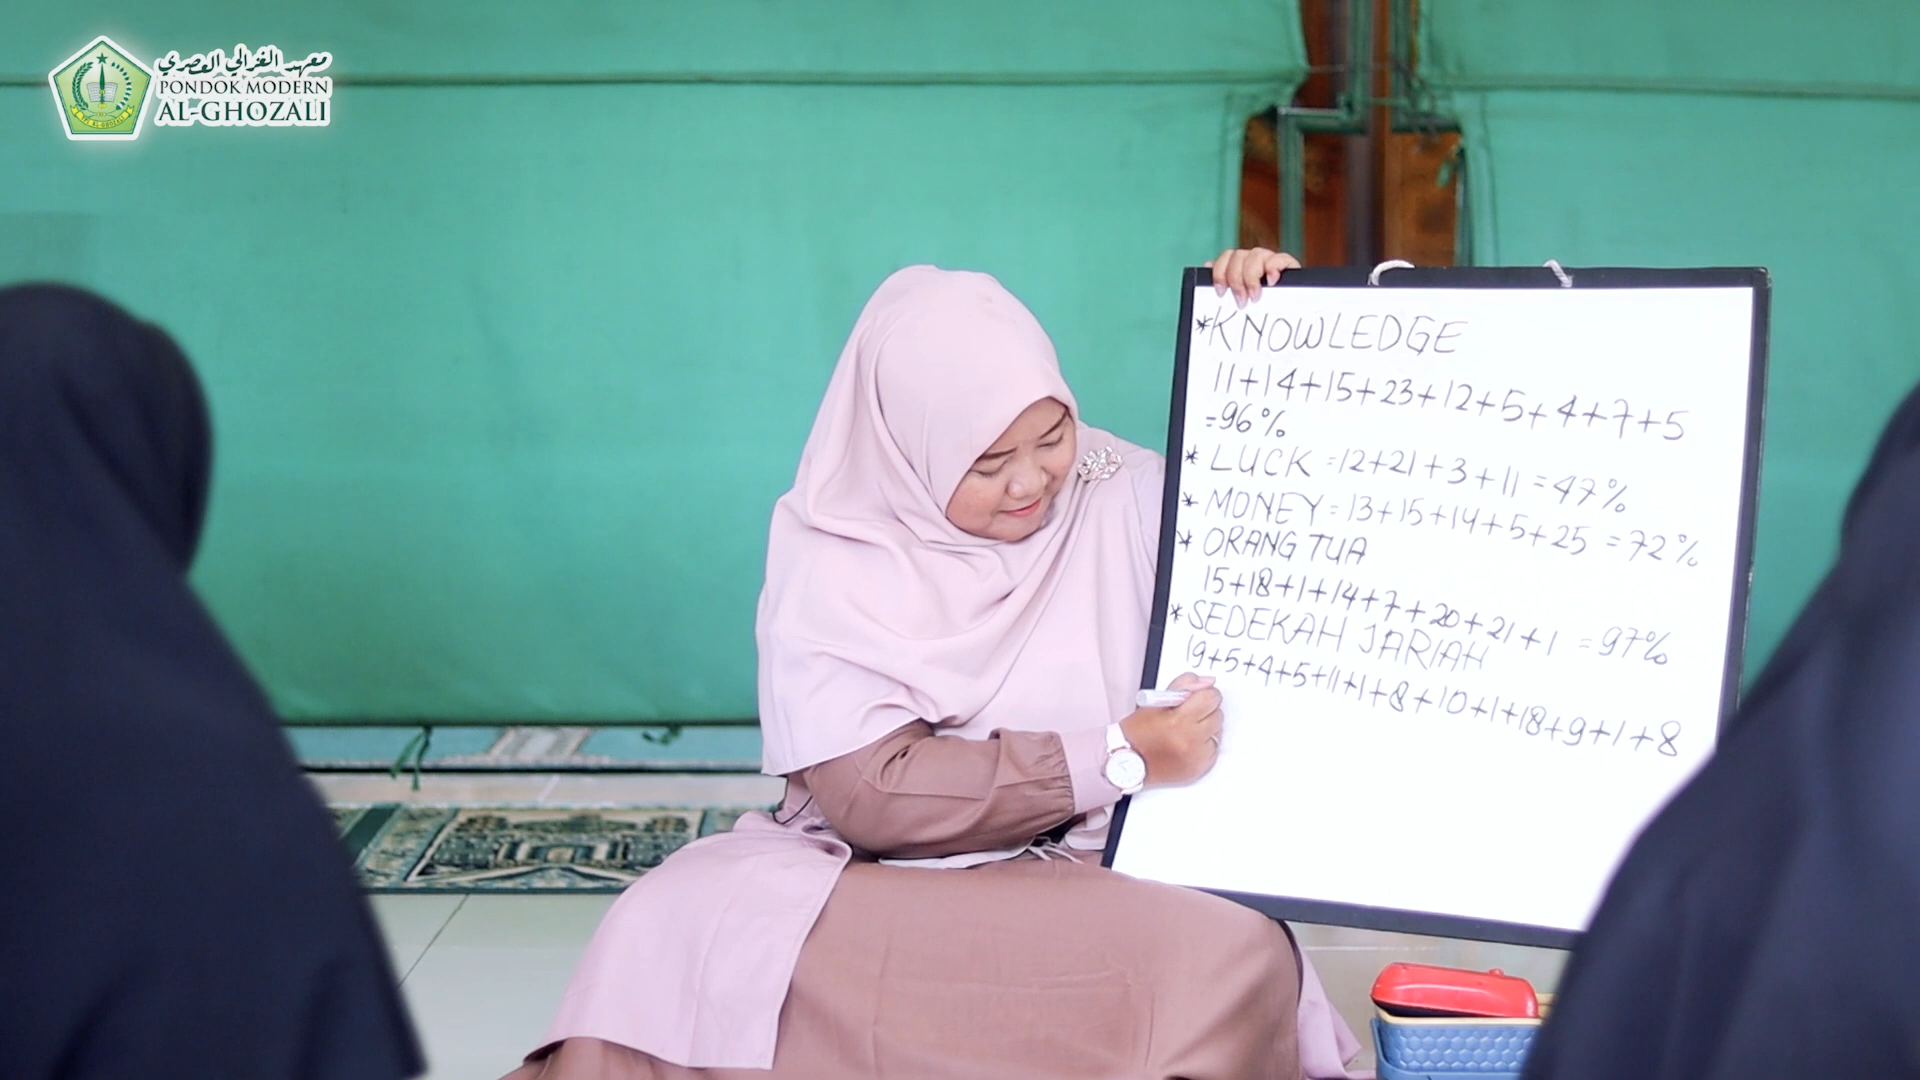 معهد الغزالي العصري
PONDOK MODERN
AL-GHOZALI
*KNOWLEDGE
11+14+15+23+12+5+4+7+5
=96%
* LUCK =12+21+3+11 =47%
* MONEY=13+15+14+5+25 =72%
* ORANG TUA
15+18+1+14+7+20+21+1 =97%
*SEDEKAH JARIAH
19+5+4+5+11+1+8+10+1+18+9+1+8